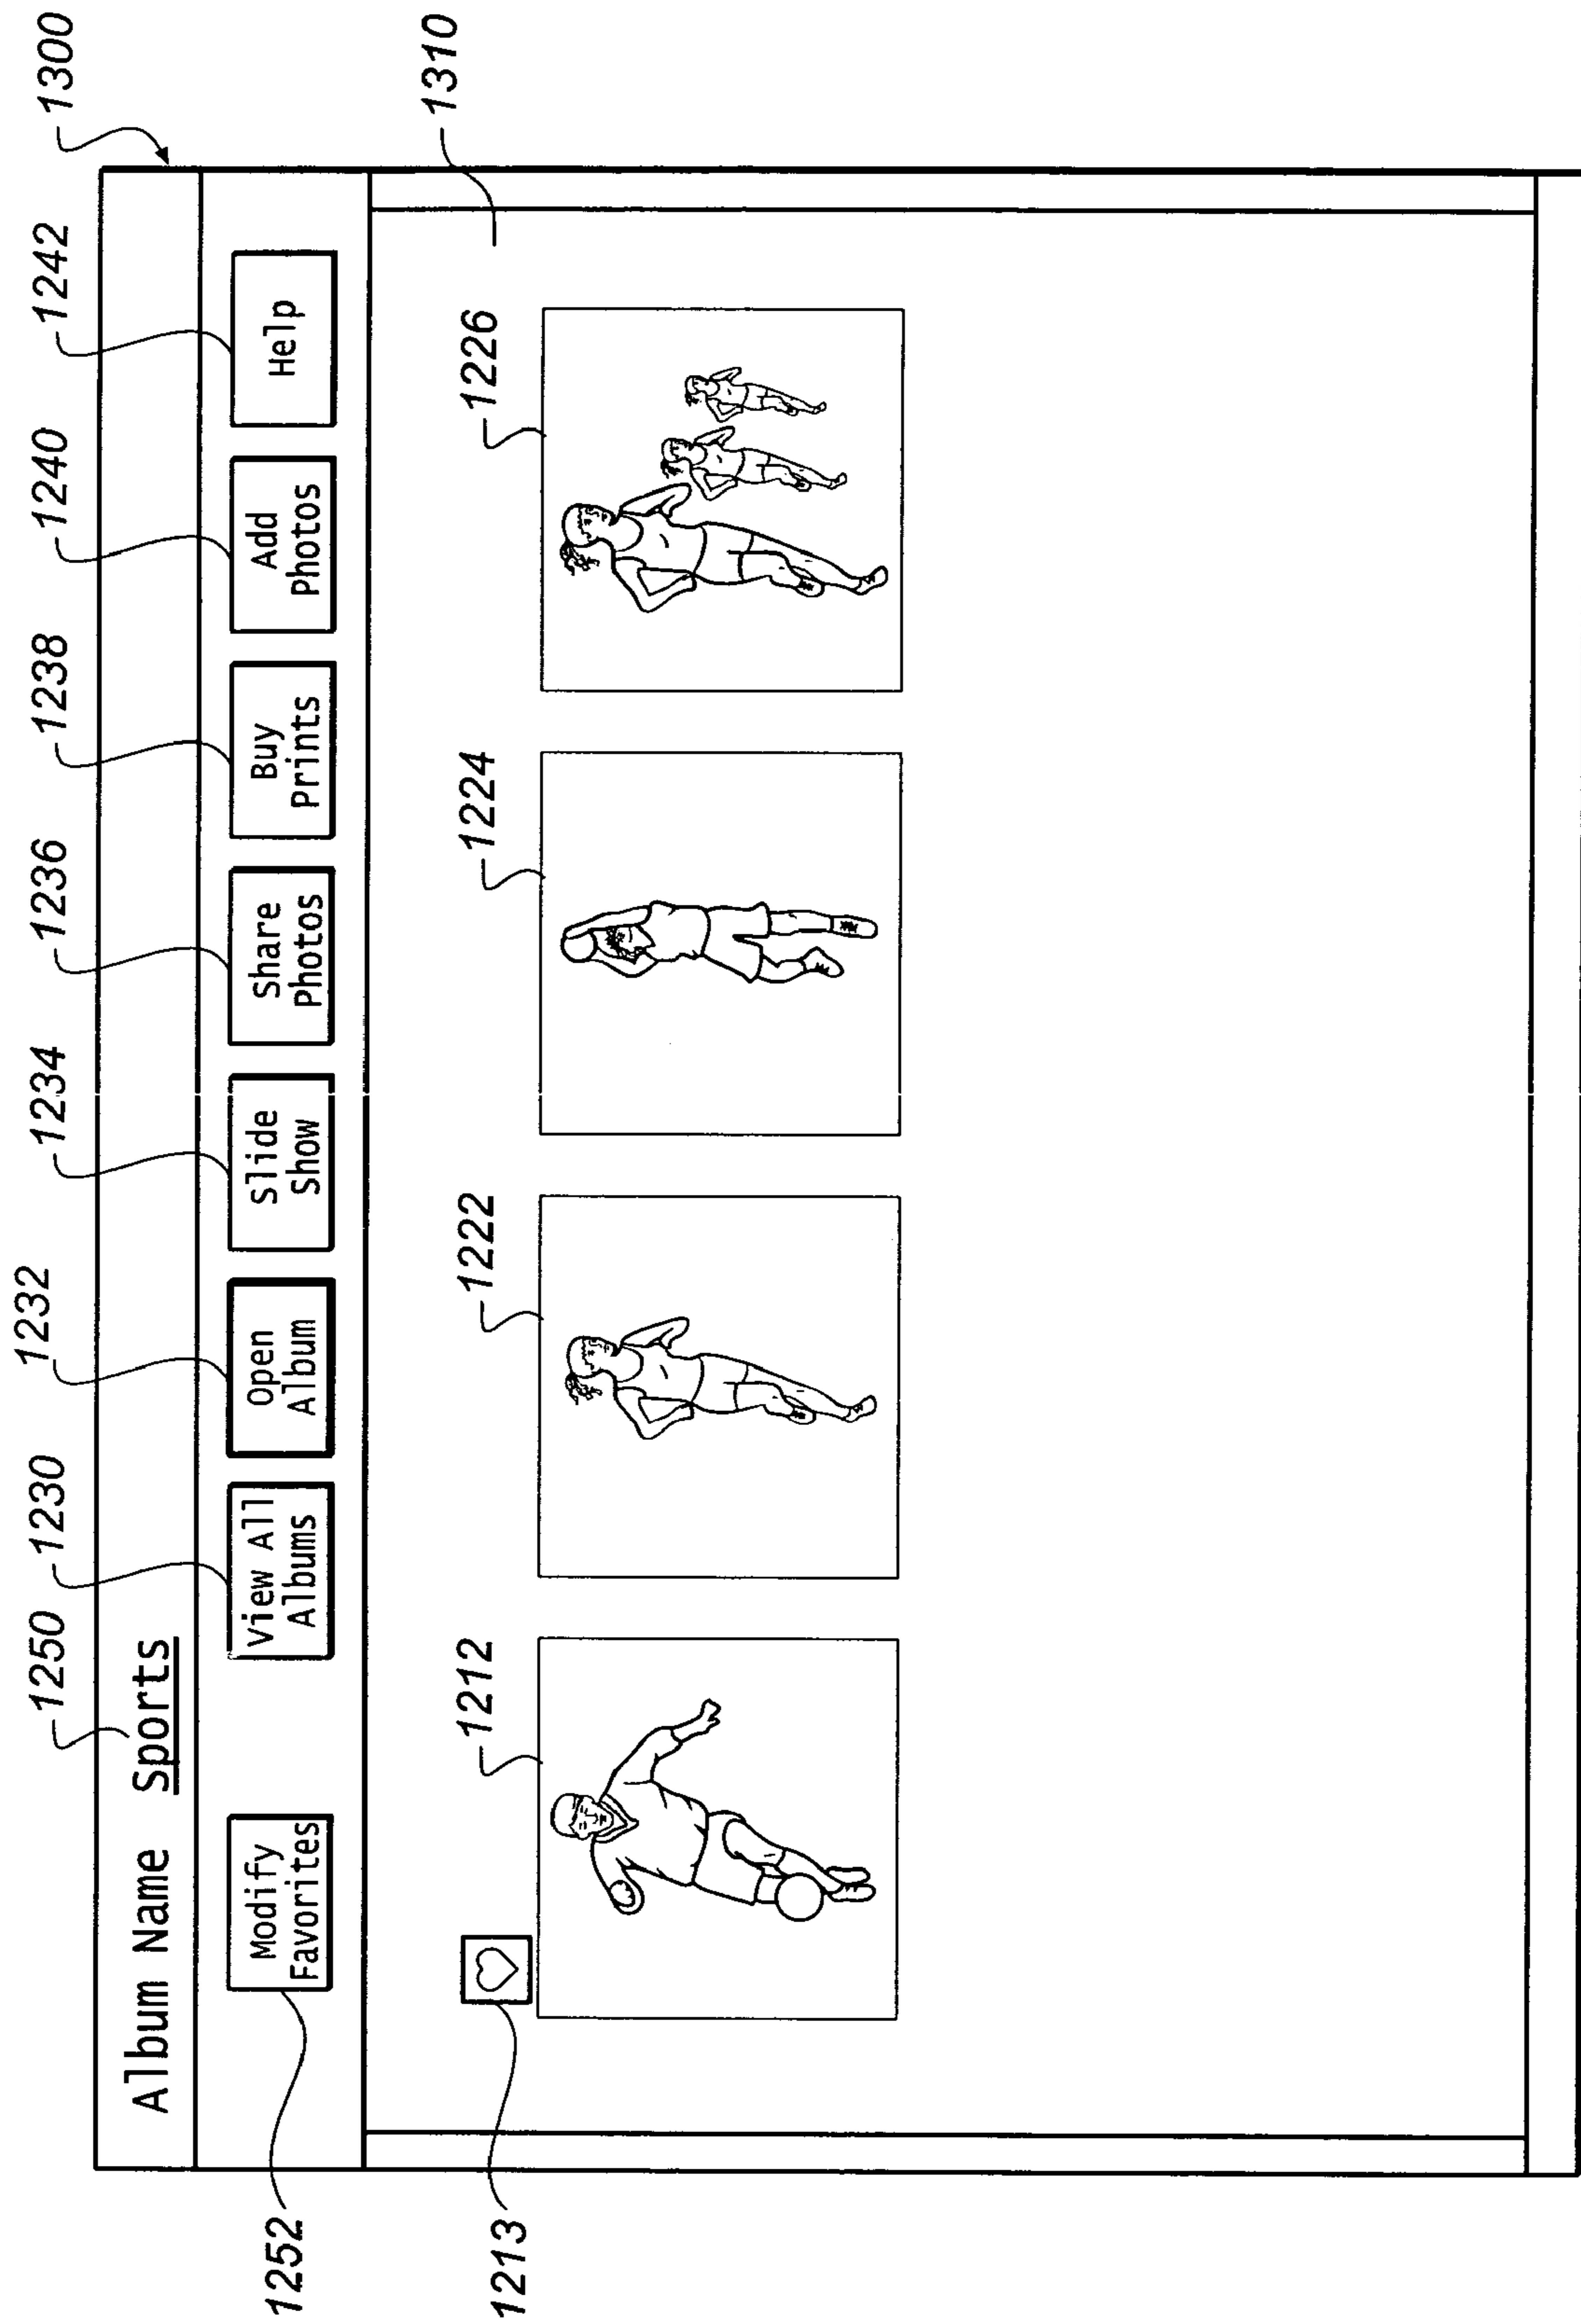 1300
1250
Album Name Sports
1230
1232
1234
1236
1238
1240
1242
Modify
Favorites
View All
Albums
Open
Album
Slide
Show
Share
Photos
Buy
Prints
Add
Photos
Help
1252
1310
1213
1212
1222
1224
1226